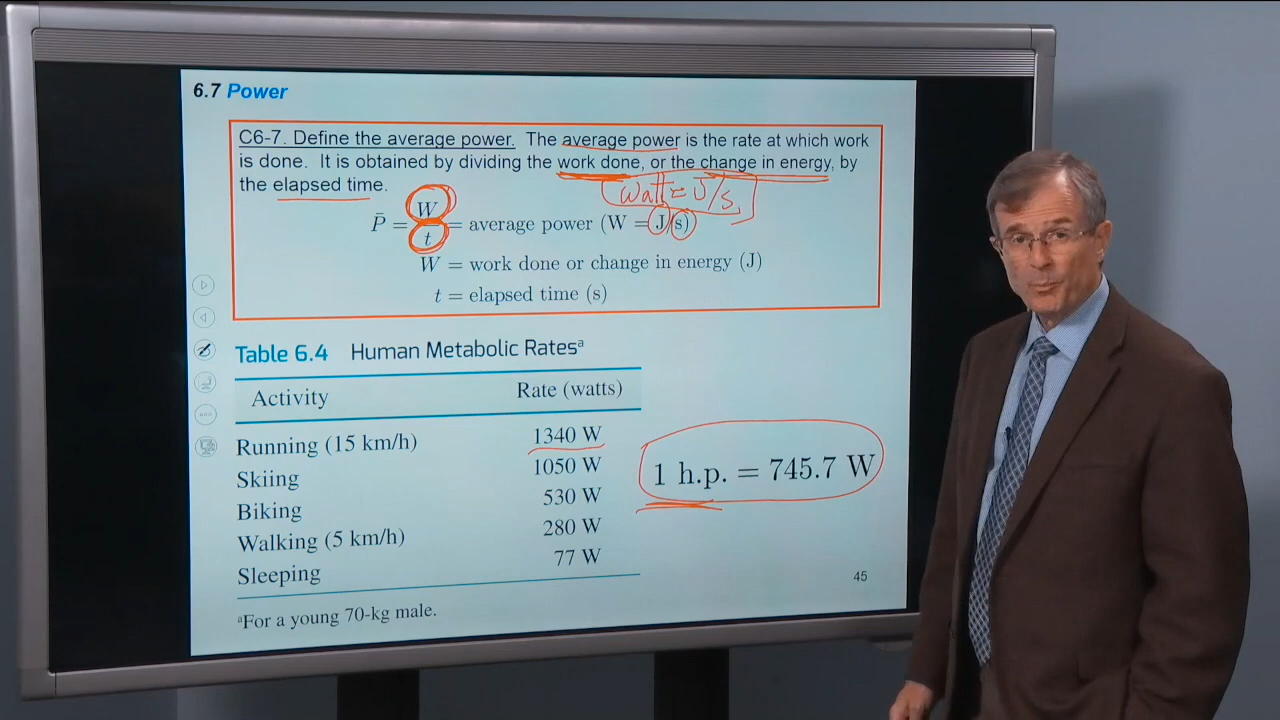 6.7 Power
C6-7. Define the average power. The average power is the rate at which work
is done. It is obtained by dividing the work done, or the change in energy, by
the elapsed time.
Watt = J/s
P̄ = W/t = average power (W = J/s)
W = work done or change in energy (J)
t = elapsed time (s)
Table 6.4 Human Metabolic Ratesᵃ
Activity Rate (watts)
Running (15 km/h) 1340 W
Skiing 1050 W
Biking 530 W
Walking (5 km/h) 280 W
Sleeping 77 W
ᵃFor a young 70-kg male.
1 h.p. = 745.7 W
45